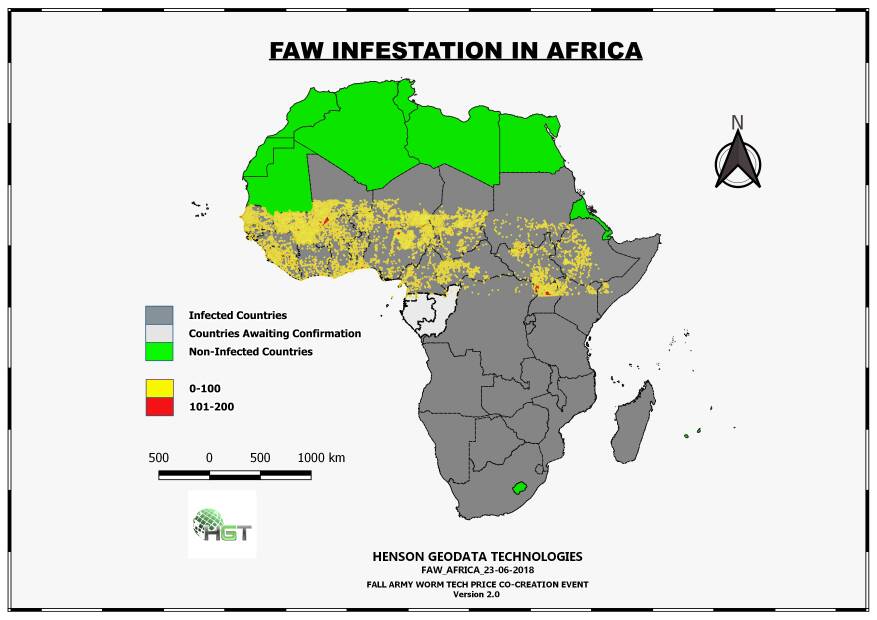 FAW INFESTATION IN AFRICA
N
Infected Countries
Countries Awaiting Confirmation
Non-Infected Countries
0-100
101-200
500 0 500 1000 km
HGT
HENSON GEODATA TECHNOLOGIES
FAW_AFRICA_23-06-2018
FALL ARMY WORM TECH PRICE CO-CREATION EVENT
Version 2.0